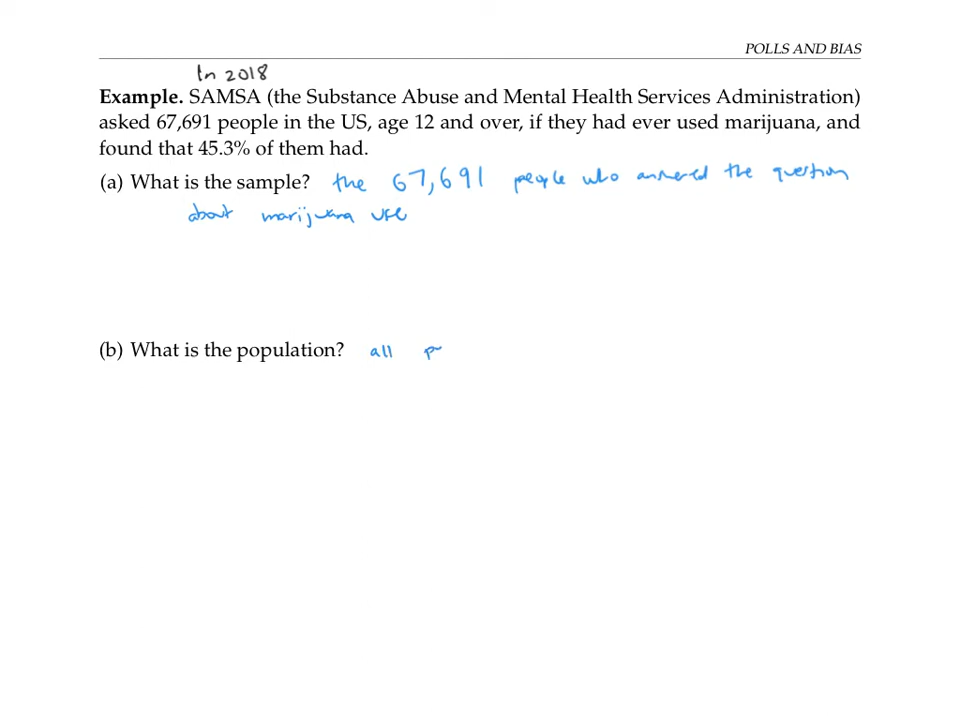 POLLS AND BIAS
In 2018
Example. SAMSA (the Substance Abuse and Mental Health Services Administration)
asked 67,691 people in the US, age 12 and over, if they had ever used marijuana, and
found that 45.3% of them had.
(a) What is the sample? the 67,691 people who answered the question
about marijuana use
(b) What is the population? all